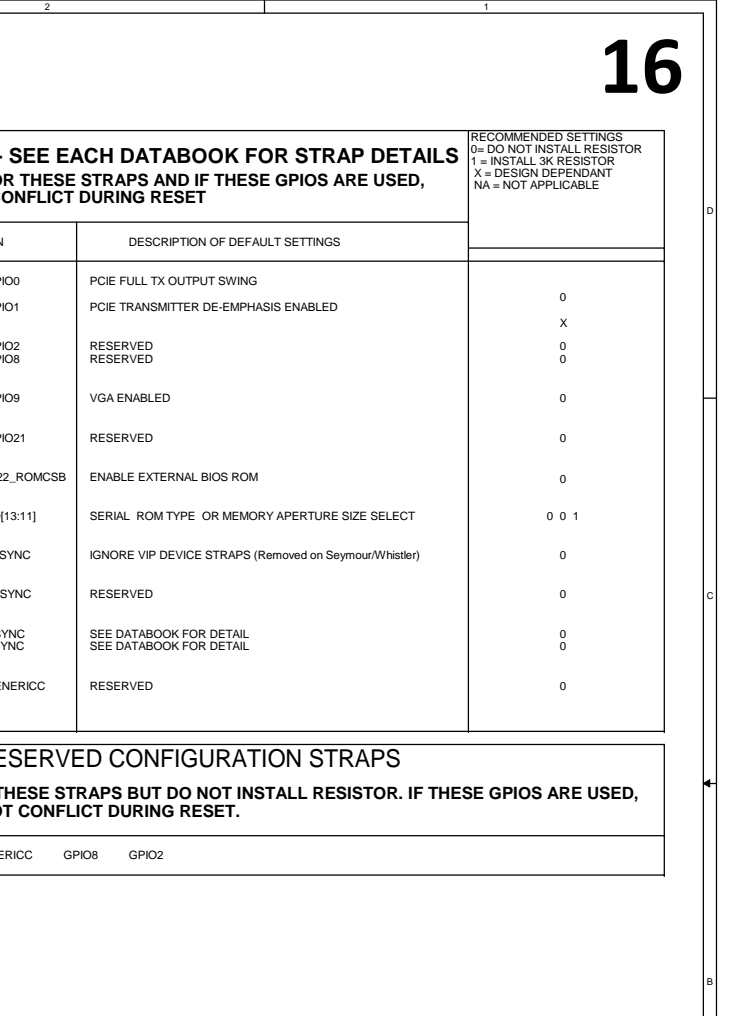 2 1
16
- SEE EACH DATABOOK FOR STRAP DETAILS
OR THESE STRAPS AND IF THESE GPIOS ARE USED,
ONFLICT DURING RESET
RECOMMENDED SETTINGS
0= DO NOT INSTALL RESISTOR
1 = INSTALL 3K RESISTOR
X = DESIGN DEPENDANT
NA = NOT APPLICABLE
D
N DESCRIPTION OF DEFAULT SETTINGS
PIO0 PCIE FULL TX OUTPUT SWING
0
PIO1 PCIE TRANSMITTER DE-EMPHASIS ENABLED
X
PIO2 RESERVED 0
PIO8 RESERVED 0
PIO9 VGA ENABLED 0
PIO21 RESERVED 0
22_ROMCSB ENABLE EXTERNAL BIOS ROM 0
[13:11] SERIAL ROM TYPE OR MEMORY APERTURE SIZE SELECT 0 0 1
SYNC IGNORE VIP DEVICE STRAPS (Removed on Seymour/Whistler) 0
SYNC RESERVED 0
C
SYNC SEE DATABOOK FOR DETAIL 0
YNC SEE DATABOOK FOR DETAIL 0
ENERICC RESERVED 0
ESERVED CONFIGURATION STRAPS
THESE STRAPS BUT DO NOT INSTALL RESISTOR. IF THESE GPIOS ARE USED,
OT CONFLICT DURING RESET.
ERICC GPIO8 GPIO2
B